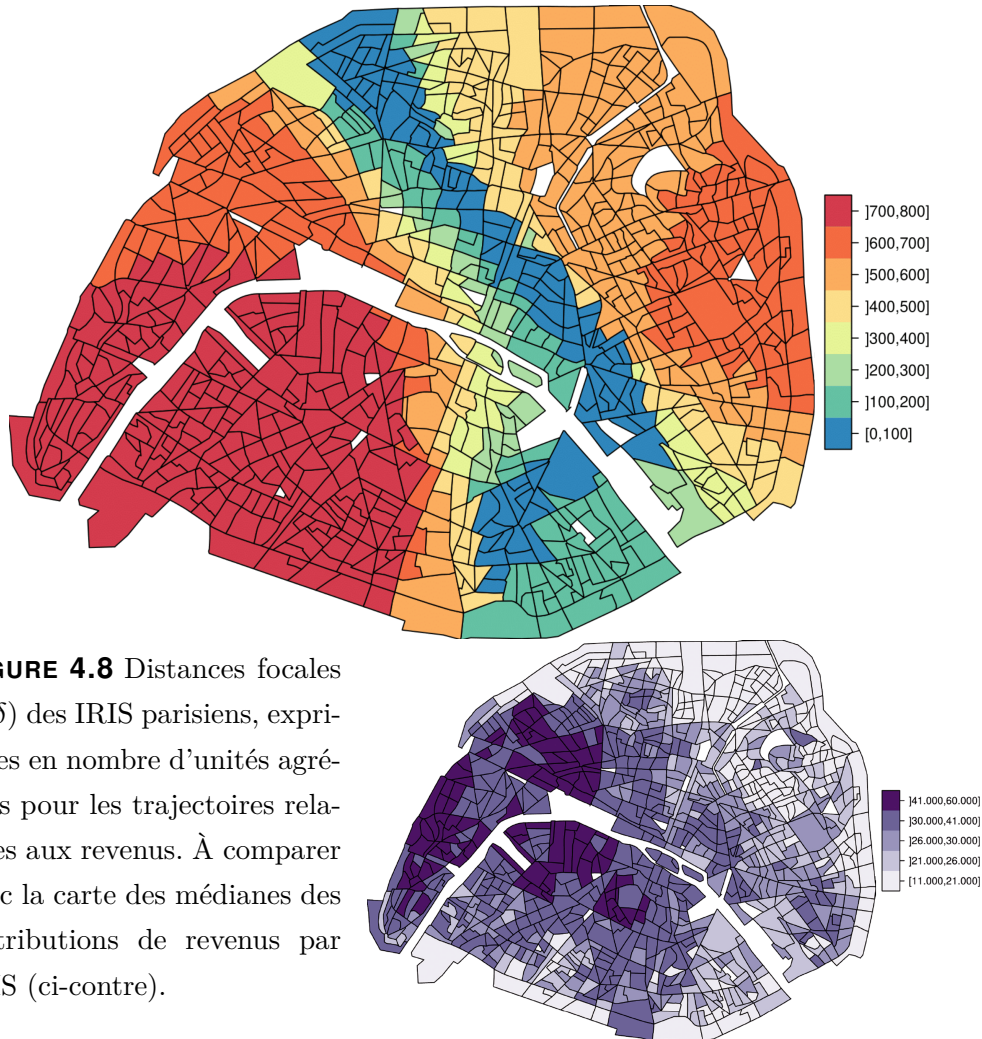 ]700,800]
]600,700]
]500,600]
]400,500]
]300,400]
]200,300]
]100,200]
[0,100]
GURE 4.8 Distances focales
) des IRIS parisiens, expri-
es en nombre d'unités agré-
s pour les trajectoires rela-
es aux revenus. À comparer
c la carte des médianes des
tributions de revenus par
IS (ci-contre).
]41.000,60.000]
]30.000,41.000]
]26.000,30.000]
]21.000,26.000]
[11.000,21.000]